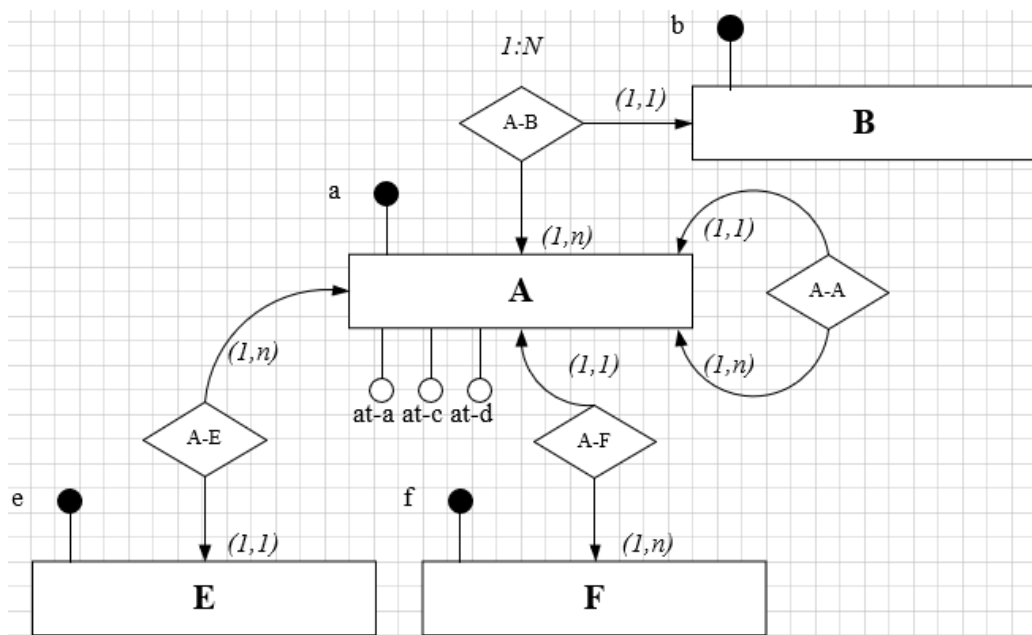 b
1:N
(1,1)
A-B
B
a
(1,n)
(1,1)
A
A-A
(1,n)
(1,n)
(1,1)
at-a at-c at-d
A-E
A-F
e
f
(1,1)
(1,n)
E
F